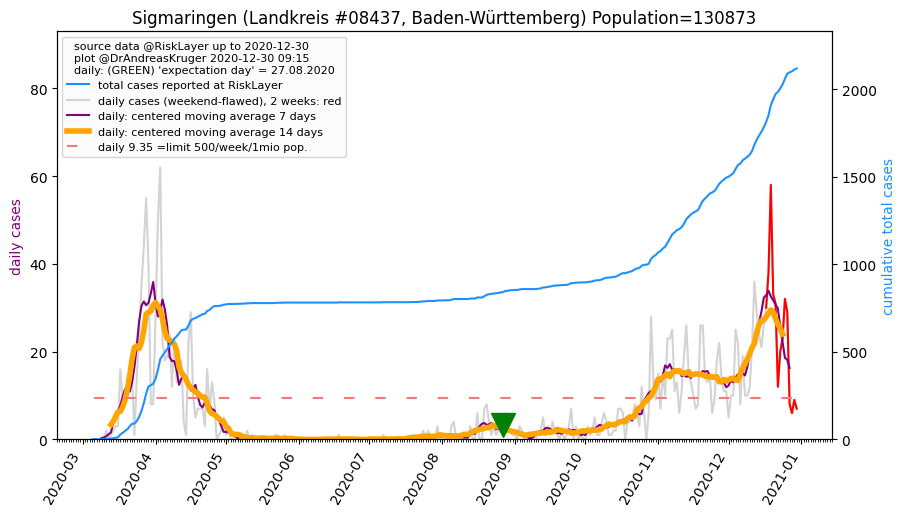 Sigmaringen (Landkreis #08437, Baden-Württemberg) Population=130873
source data @RiskLayer up to 2020-12-30
plot @DrAndreasKruger 2020-12-30 09:15
daily: (GREEN) 'expectation day' = 27.08.2020
total cases reported at RiskLayer
daily cases (weekend-flawed), 2 weeks: red
daily: centered moving average 7 days
daily: centered moving average 14 days
daily 9.35 =limit 500/week/1mio pop.
daily cases
80
60
40
20
0
cumulative total cases
2000
1500
1000
500
0
2020-03
2020-04
2020-05
2020-06
2020-07
2020-08
2020-09
2020-10
2020-11
2020-12
2021-01